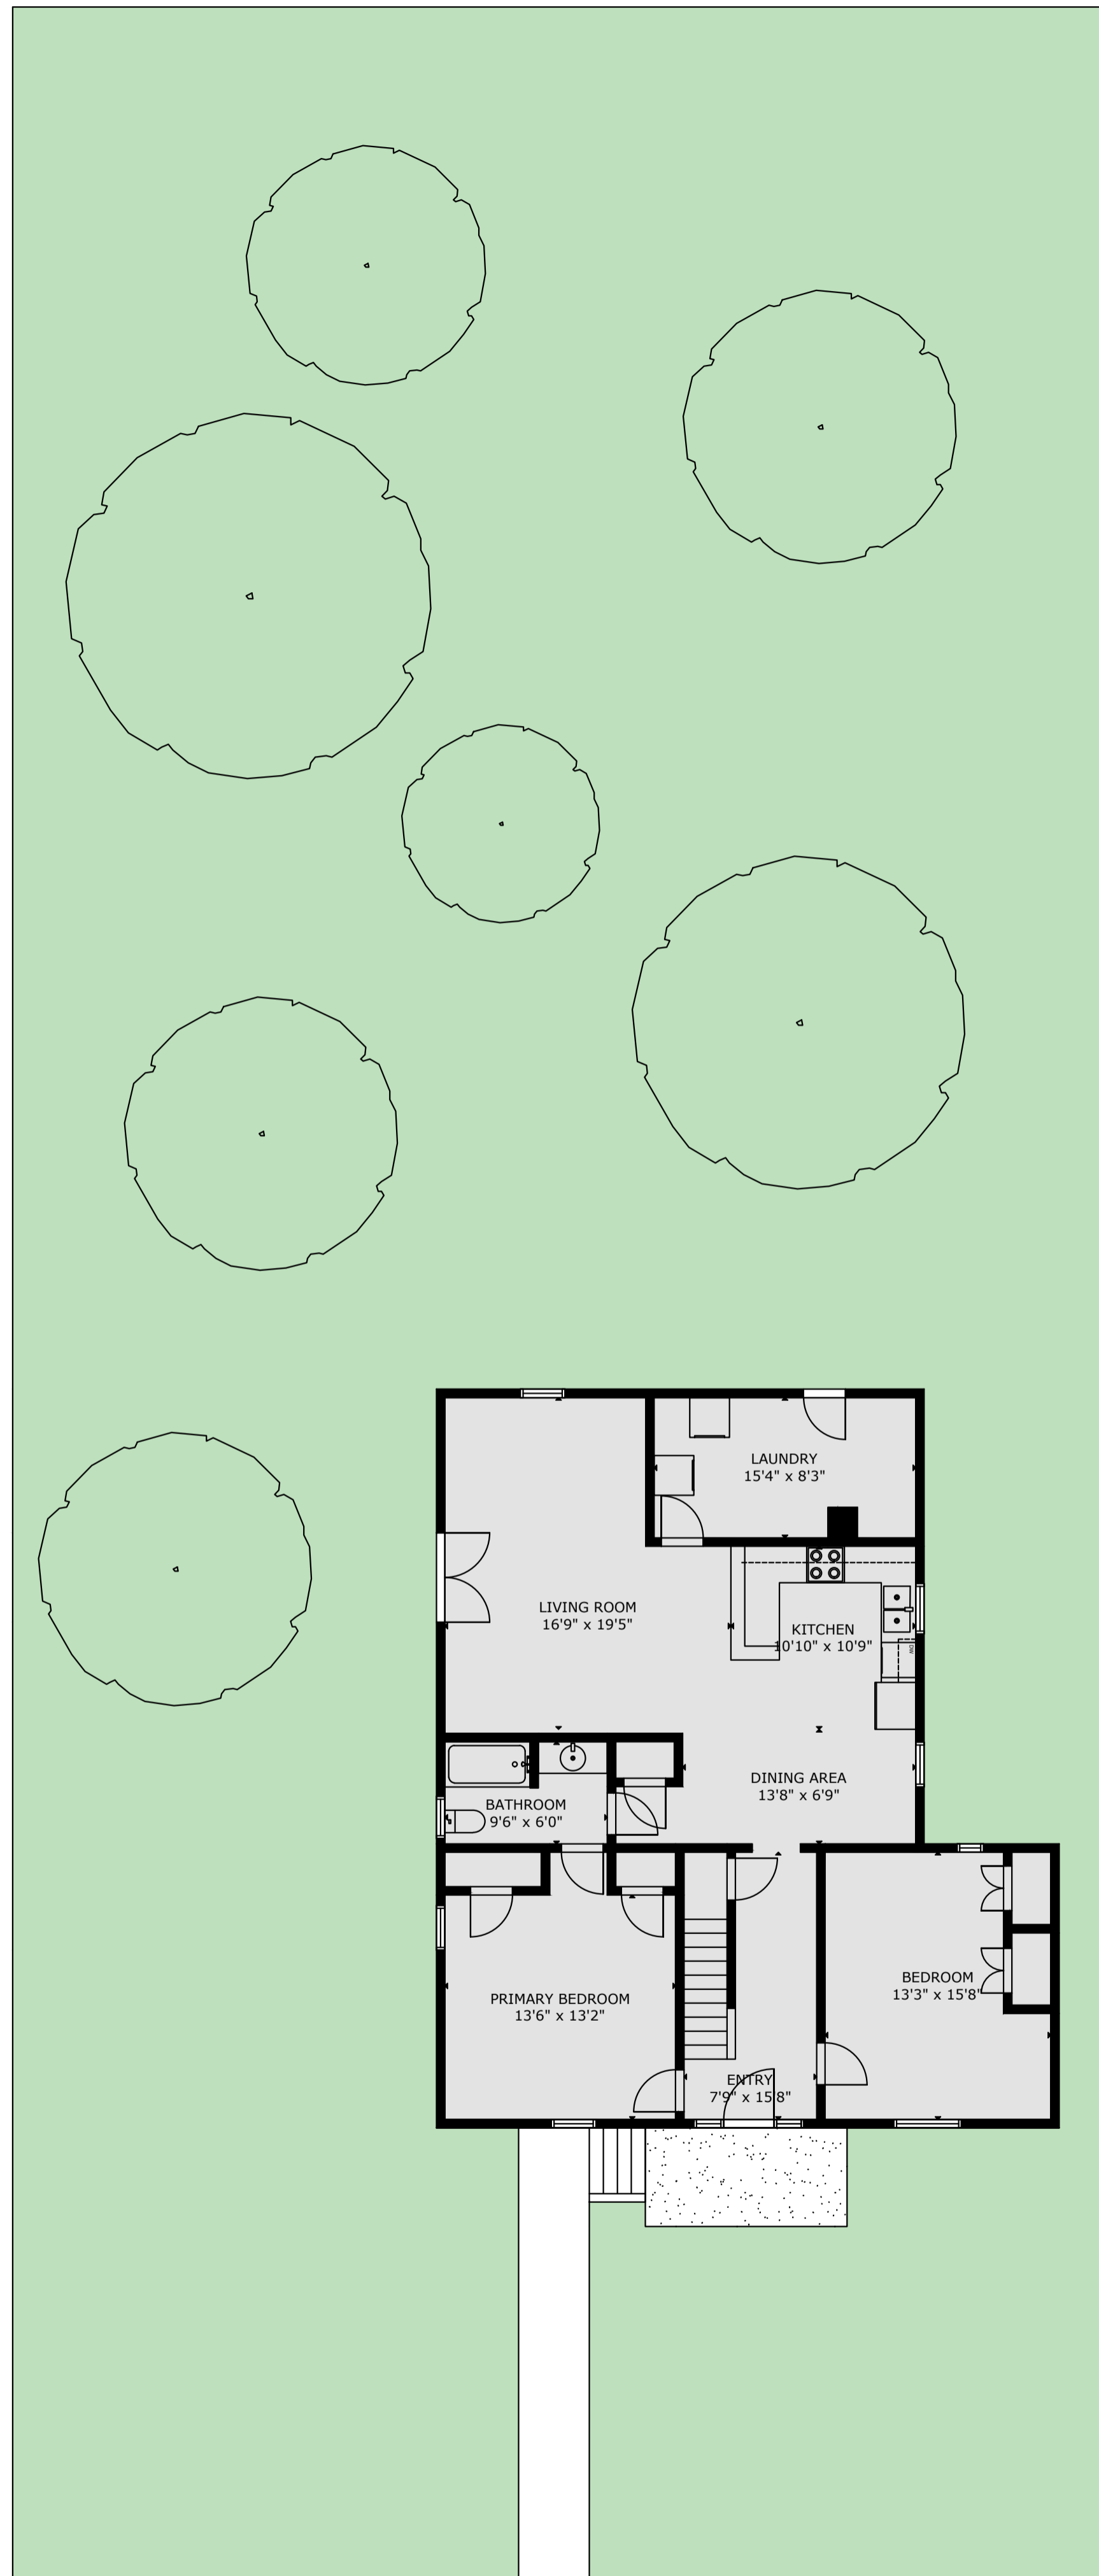 LAUNDRY
15'4" x 8'3"
LIVING ROOM
16'9" x 19'5"
KITCHEN
10'10" x 10'9"
DW
DINING AREA
13'8" x 6'9"
BATHROOM
9'6" x 6'0"
BEDROOM
13'3" x 15'8"
PRIMARY BEDROOM
13'6" x 13'2"
ENTRY
7'9" x 15'8"